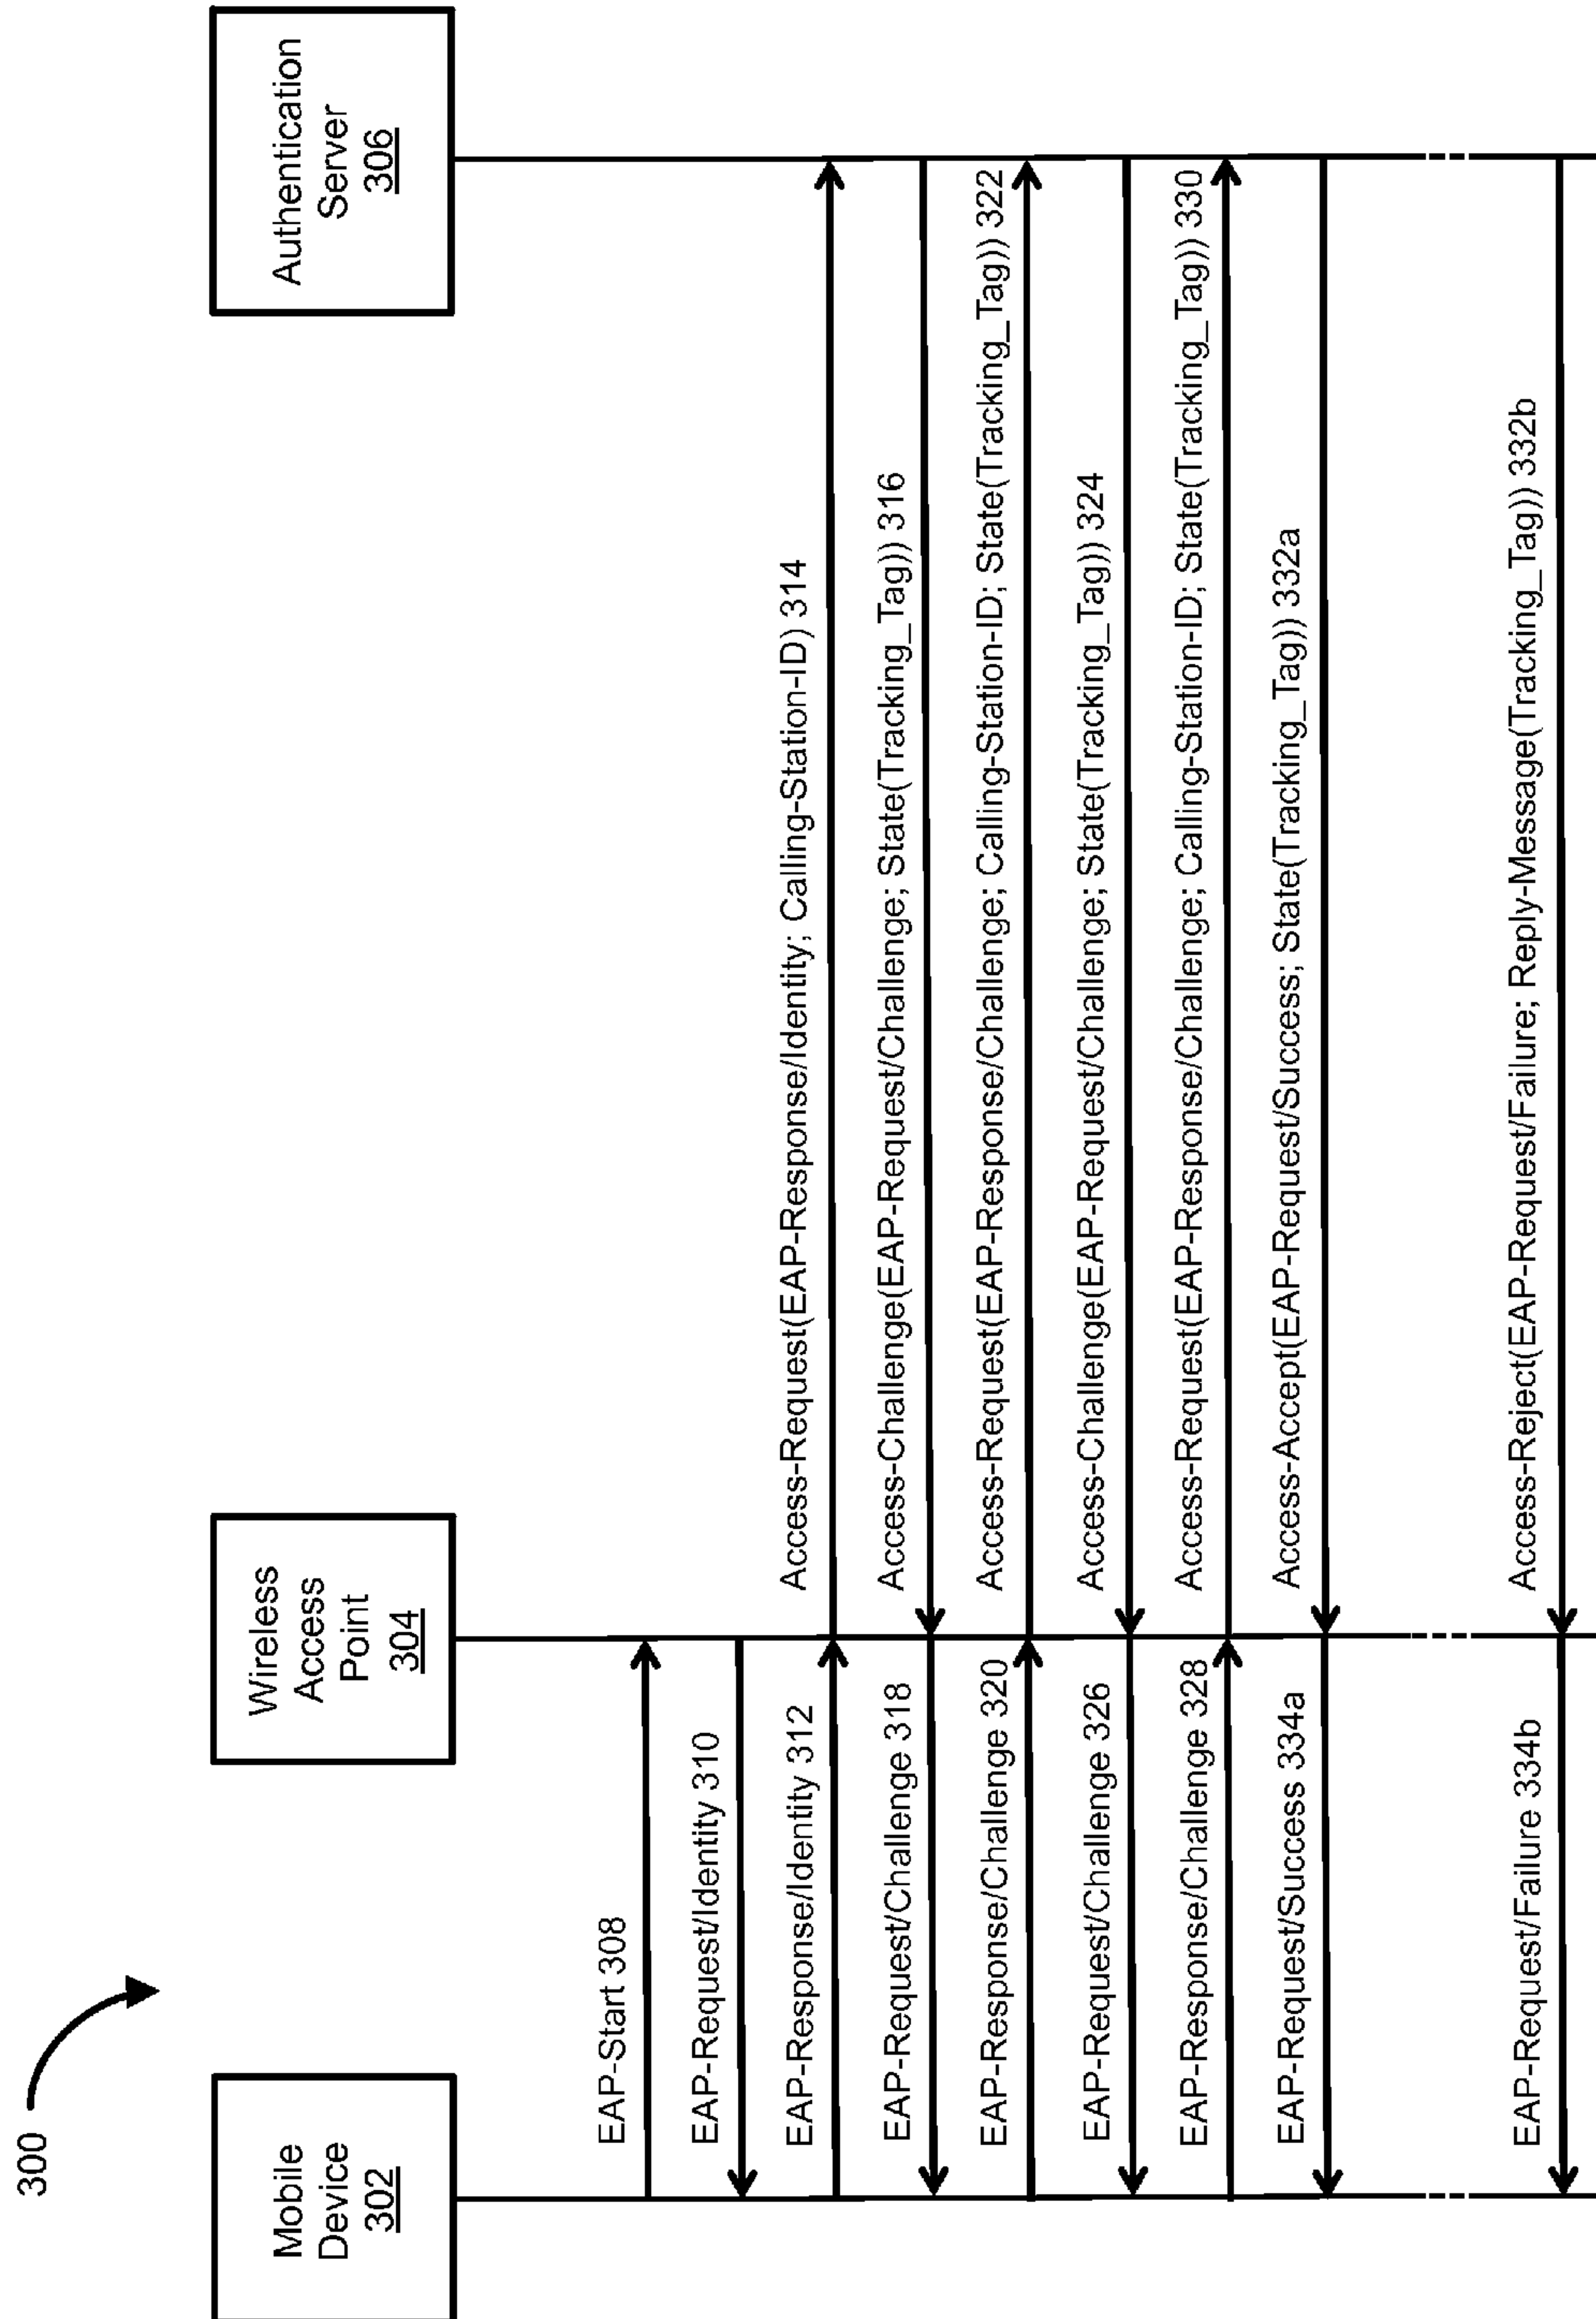 300
Mobile
Device
302
Wireless
Access
Point
304
Authentication
Server
306
EAP-Start 308
EAP-Request/Identity 310
EAP-Response/Identity 312
Access-Request(EAP-Response/Identity; Calling-Station-ID) 314
EAP-Request/Challenge 318
Access-Challenge(EAP-Request/Challenge; State(Tracking_Tag)) 316
EAP-Response/Challenge 320
Access-Request(EAP-Response/Challenge; Calling-Station-ID; State(Tracking_Tag)) 322
EAP-Request/Challenge 326
Access-Challenge(EAP-Request/Challenge; State(Tracking_Tag)) 324
EAP-Response/Challenge 328
Access-Request(EAP-Response/Challenge; Calling-Station-ID; State(Tracking_Tag)) 330
EAP-Request/Success 334a
Access-Accept(EAP-Request/Success; State(Tracking_Tag)) 332a
EAP-Request/Failure 334b
Access-Reject(EAP-Request/Failure; Reply-Message(Tracking_Tag)) 332b